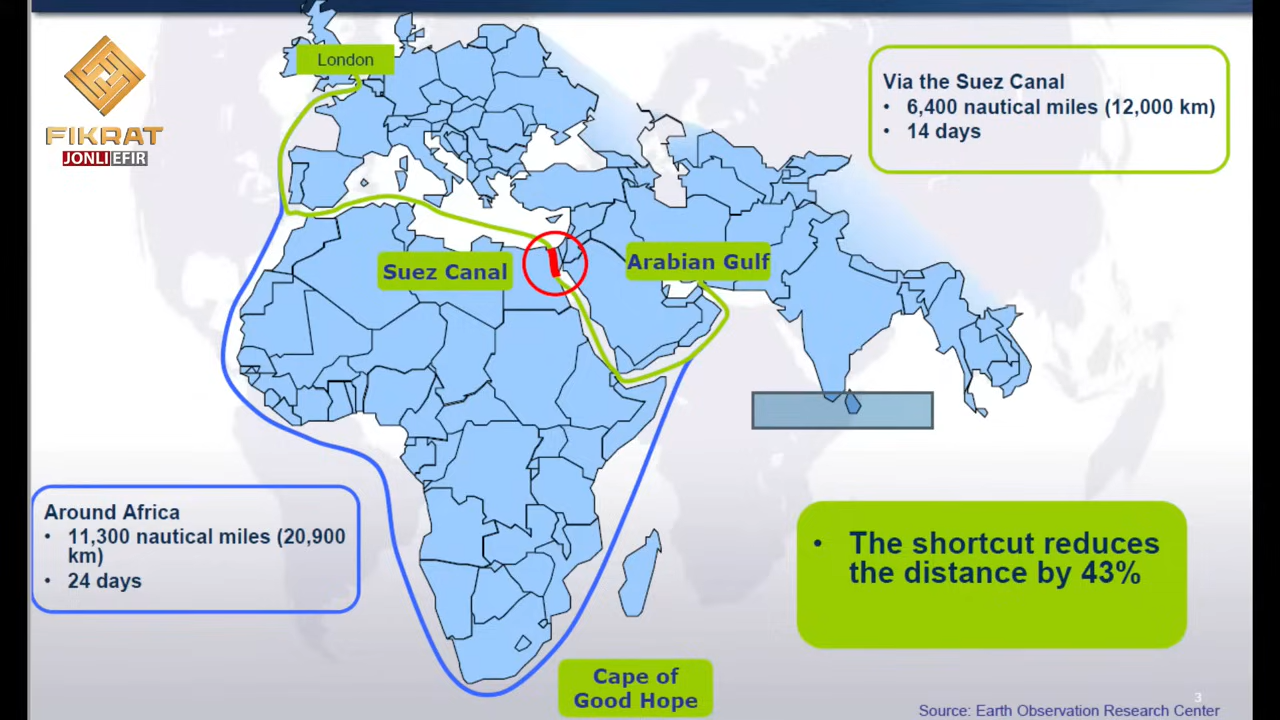 FIKRAT
JONLI EFIR
London
Via the Suez Canal
• 6,400 nautical miles (12,000 km)
• 14 days
Suez Canal
Arabian Gulf
Around Africa
• 11,300 nautical miles (20,900
km)
• 24 days
• The shortcut reduces
the distance by 43%
Cape of
Good Hope
3
Source: Earth Observation Research Center